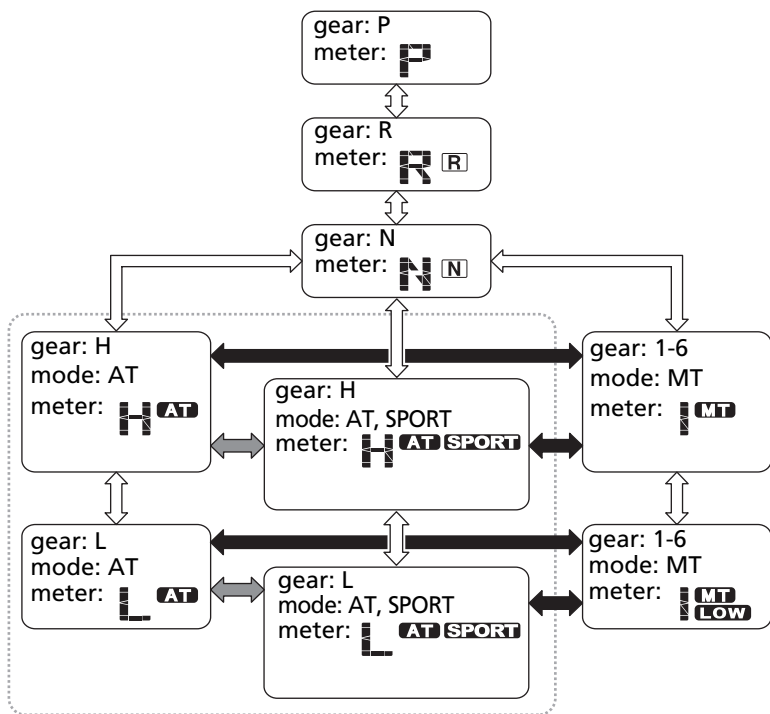 gear: P
meter: P
gear: R
meter: R R
gear: N
meter: N N
gear: H
mode: AT
meter: H AT
gear: H
mode: AT, SPORT
meter: H AT SPORT
gear: 1-6
mode: MT
meter: 1 MT
gear: L
mode: AT
meter: L AT
gear: L
mode: AT, SPORT
meter: L AT SPORT
gear: 1-6
mode: MT
meter: 1 MT
LOW